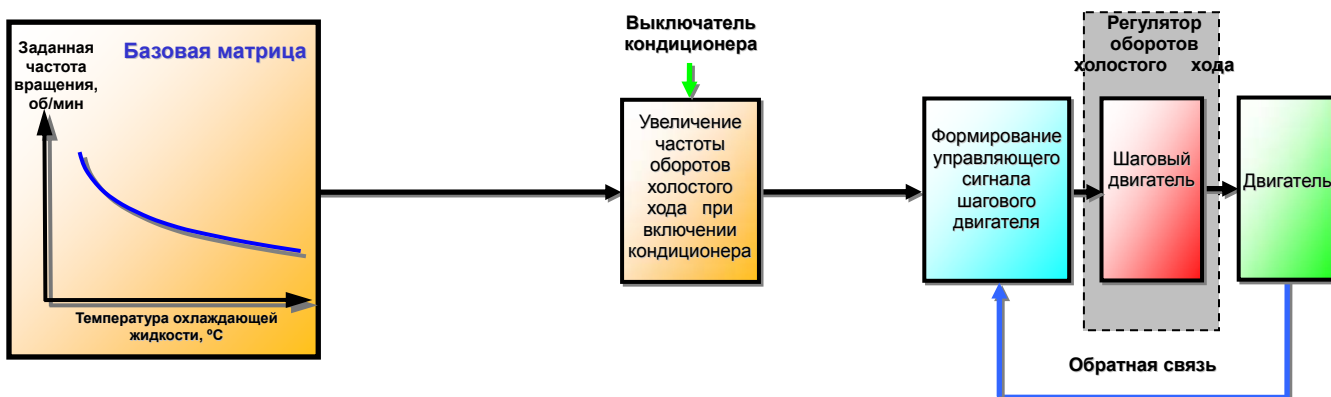 Заданная
частота
вращения,
об/мин
Базовая матрица
Температура охлаждающей
жидкости, ºС
Выключатель
кондиционера
Увеличение
частоты
оборотов
холостого
хода при
включении
кондиционера
Формирование
управляющего
сигнала
шагового
двигателя
Регулятор
оборотов
холостого хода
Шаговый
двигатель
Двигатель
Обратная связь